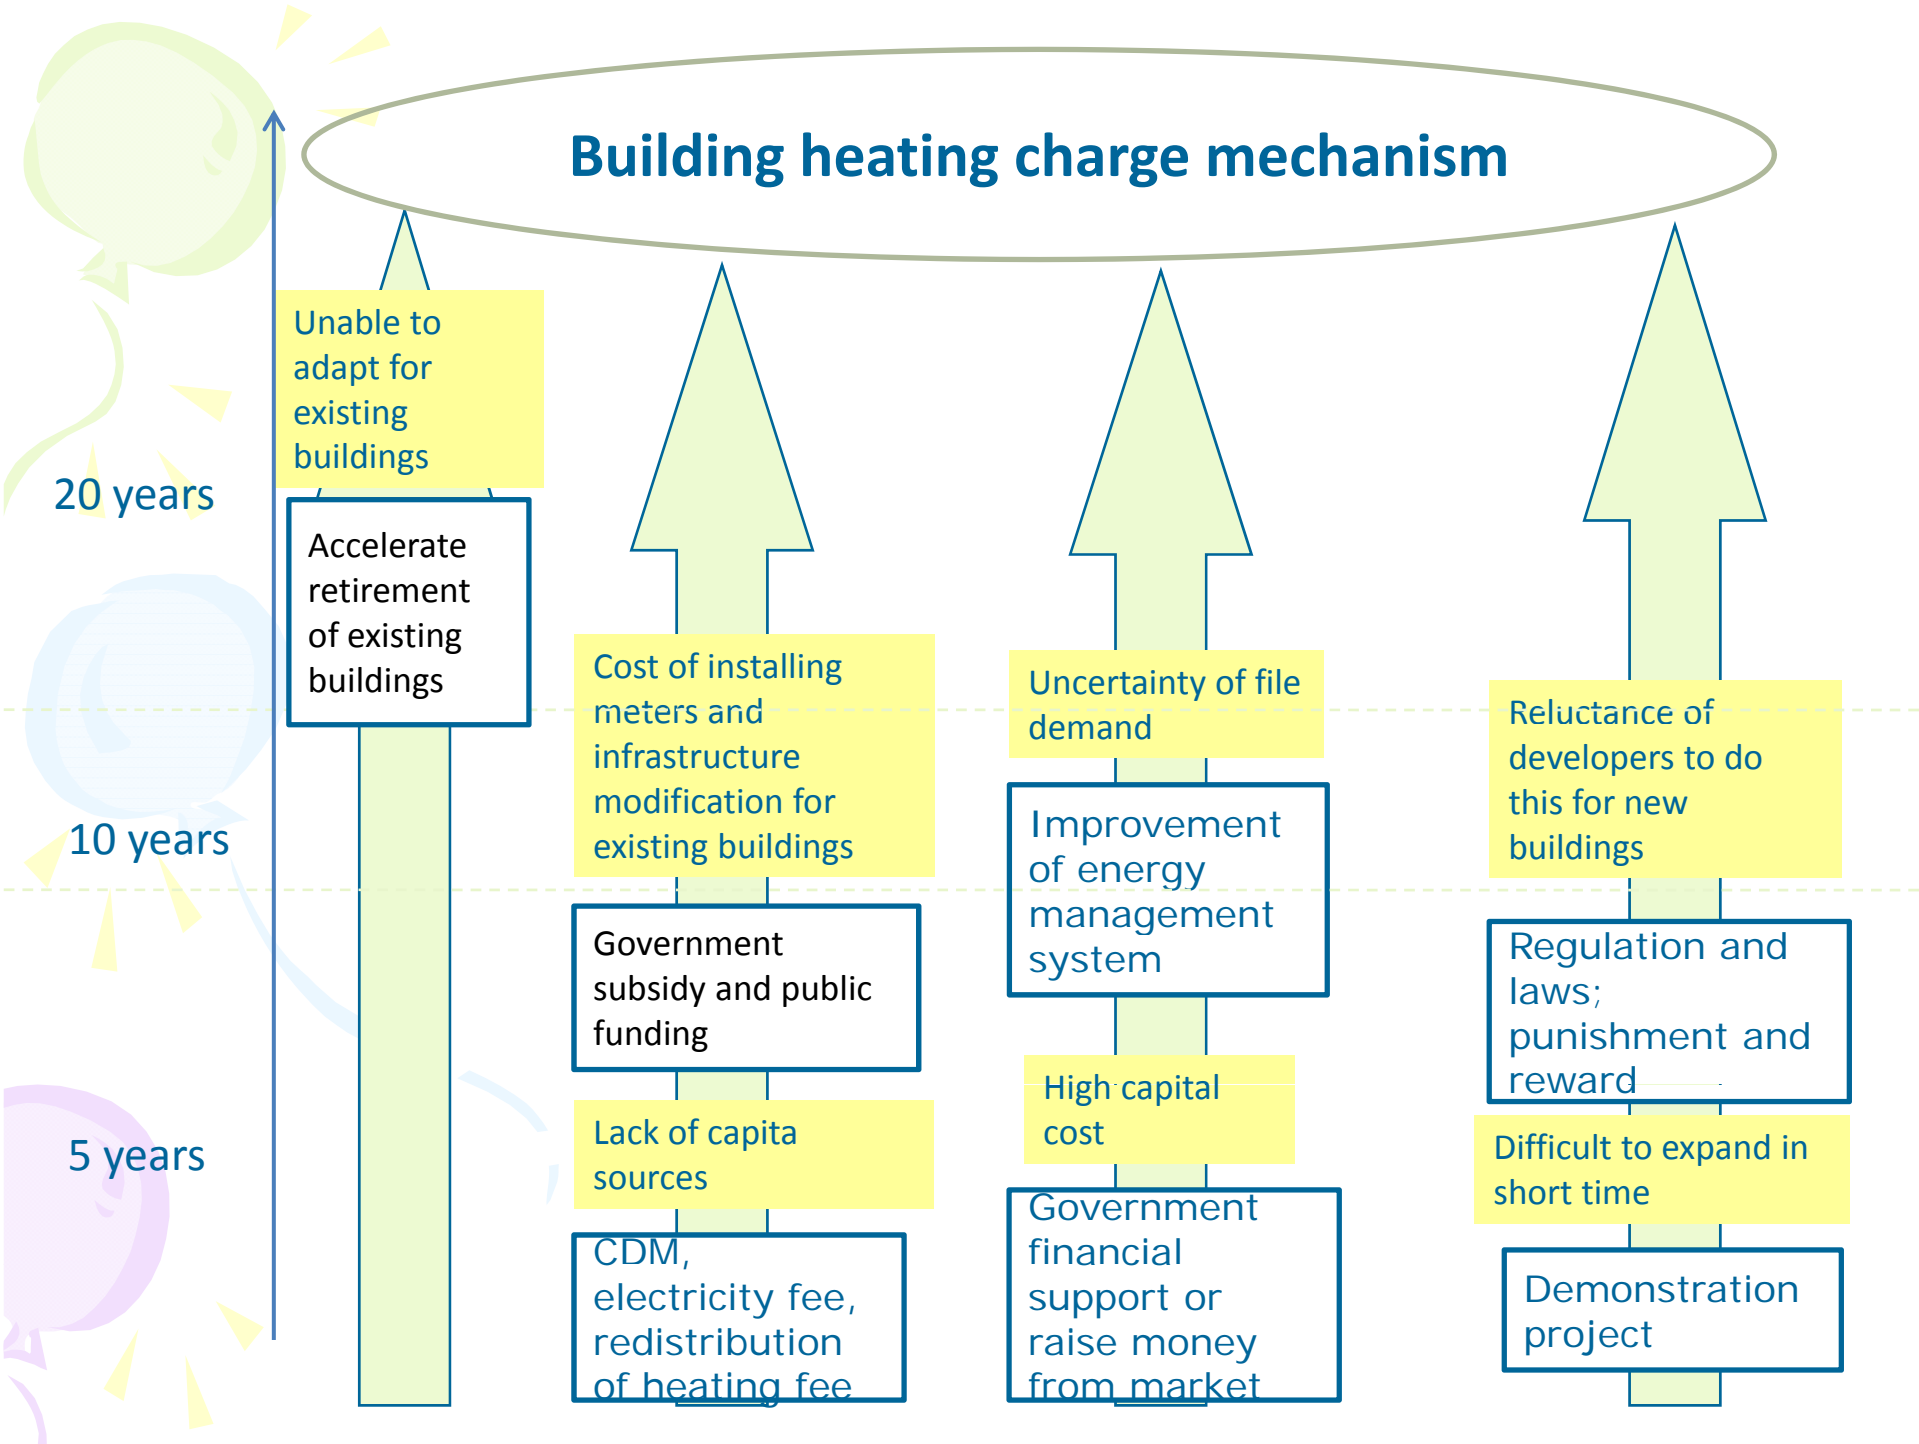 Building heating charge mechanism
20 years
10 years
5 years
Unable to
adapt for
existing
buildings
Accelerate
retirement
of existing
buildings
Cost of installing
meters and
infrastructure
modification for
existing buildings
Government
subsidy and public
funding
Lack of capita
sources
CDM,
electricity fee,
redistribution
of heating fee
Uncertainty of file
demand
Improvement
of energy
management
system
High capital
cost
Government
financial
support or
raise money
from market
Reluctance of
developers to do
this for new
buildings
Regulation and
laws;
punishment and
reward
Difficult to expand in
short time
Demonstration
project